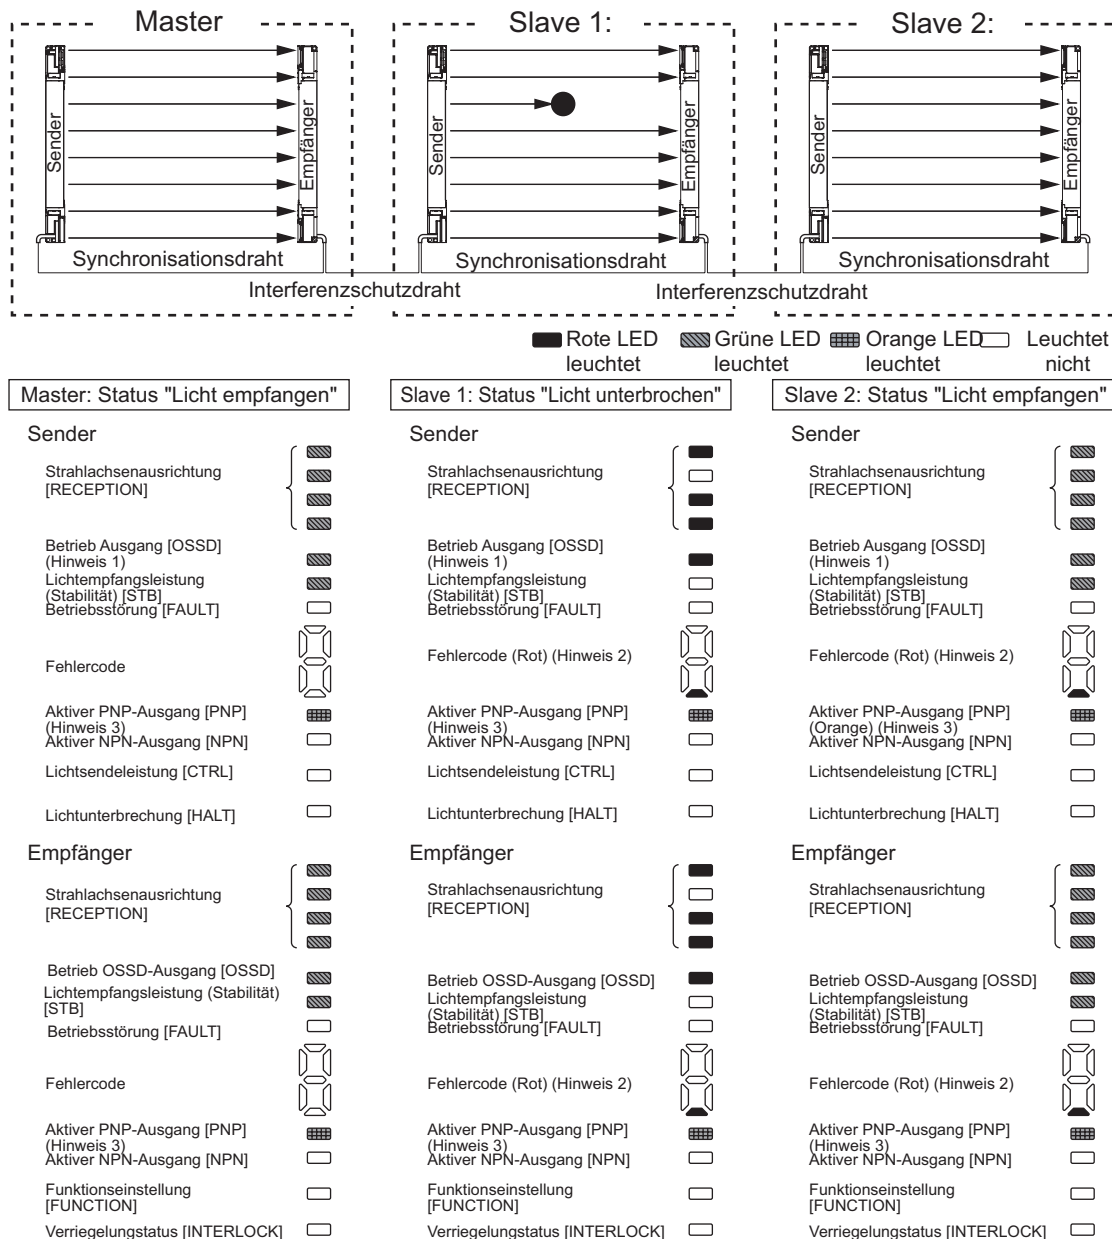 Master
Slave 1:
Slave 2:
Sender
Empfänger
Sender
Empfänger
Sender
Empfänger
Synchronisationsdraht
Synchronisationsdraht
Synchronisationsdraht
Interferenzschutzdraht
Interferenzschutzdraht
Rote LED
leuchtet
Grüne LED
leuchtet
Orange LED
leuchtet
Leuchtet
nicht
Master: Status "Licht empfangen"
Sender
Strahlachsenausrichtung
[RECEPTION]
Betrieb Ausgang [OSSD]
(Hinweis 1)
Lichtempfangsleistung
(Stabilität) [STB]
Betriebsstörung [FAULT]
Fehlercode
Aktiver PNP-Ausgang [PNP]
(Hinweis 3)
Aktiver NPN-Ausgang [NPN]
Lichtsendeleistung [CTRL]
Lichtunterbrechung [HALT]
Empfänger
Strahlachsenausrichtung
[RECEPTION]
Betrieb OSSD-Ausgang [OSSD]
Lichtempfangsleistung (Stabilität)
[STB]
Betriebsstörung [FAULT]
Fehlercode
Aktiver PNP-Ausgang [PNP]
(Hinweis 3)
Aktiver NPN-Ausgang [NPN]
Funktionseinstellung
[FUNCTION]
Verriegelungstatus [INTERLOCK]
Slave 1: Status "Licht unterbrochen"
Sender
Strahlachsenausrichtung
[RECEPTION]
Betrieb Ausgang [OSSD]
(Hinweis 1)
Lichtempfangsleistung
(Stabilität) [STB]
Betriebsstörung [FAULT]
Fehlercode (Rot) (Hinweis 2)
Aktiver PNP-Ausgang [PNP]
(Hinweis 3)
Aktiver NPN-Ausgang [NPN]
Lichtsendeleistung [CTRL]
Lichtunterbrechung [HALT]
Empfänger
Strahlachsenausrichtung
[RECEPTION]
Betrieb OSSD-Ausgang [OSSD]
Lichtempfangsleistung
(Stabilität) [STB]
Betriebsstörung [FAULT]
Fehlercode (Rot) (Hinweis 2)
Aktiver PNP-Ausgang [PNP]
(Hinweis 3)
Aktiver NPN-Ausgang [NPN]
Funktionseinstellung
[FUNCTION]
Verriegelungstatus [INTERLOCK]
Slave 2: Status "Licht empfangen"
Sender
Strahlachsenausrichtung
[RECEPTION]
Betrieb Ausgang [OSSD]
(Hinweis 1)
Lichtempfangsleistung
(Stabilität) [STB]
Betriebsstörung [FAULT]
Fehlercode (Rot) (Hinweis 2)
Aktiver PNP-Ausgang [PNP]
(Orange) (Hinweis 3)
Aktiver NPN-Ausgang [NPN]
Lichtsendeleistung [CTRL]
Lichtunterbrechung [HALT]
Empfänger
Strahlachsenausrichtung
[RECEPTION]
Betrieb OSSD-Ausgang [OSSD]
Lichtempfangsleistung
(Stabilität) [STB]
Betriebsstörung [FAULT]
Fehlercode (Rot) (Hinweis 2)
Aktiver PNP-Ausgang [PNP]
(Hinweis 3)
Aktiver NPN-Ausgang [NPN]
Funktionseinstellung
[FUNCTION]
Verriegelungstatus [INTERLOCK]